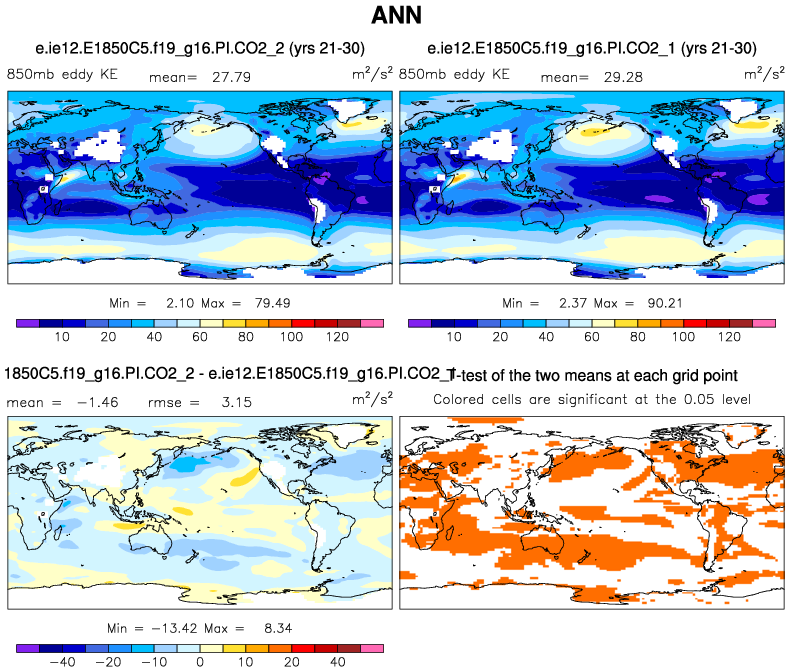 ANN
e.ie12.E1850C5.f19_g16.PI.CO2_2 (yrs 21-30)
850mb eddy KE mean= 27.79 m²/s²
Min = 2.10 Max = 79.49
10 20 40 60 80 100 120
e.ie12.E1850C5.f19_g16.PI.CO2_1 (yrs 21-30)
850mb eddy KE mean= 29.28 m²/s²
Min = 2.37 Max = 90.21
10 20 40 60 80 100 120
1850C5.f19_g16.PI.CO2_2 - e.ie12.E1850C5.f19_g16.PI.CO2_1
mean = −1.46 rmse = 3.15 m²/s²
Min = −13.42 Max = 8.34
−40 −20 −10 0 10 20 40
T-test of the two means at each grid point
Colored cells are significant at the 0.05 level